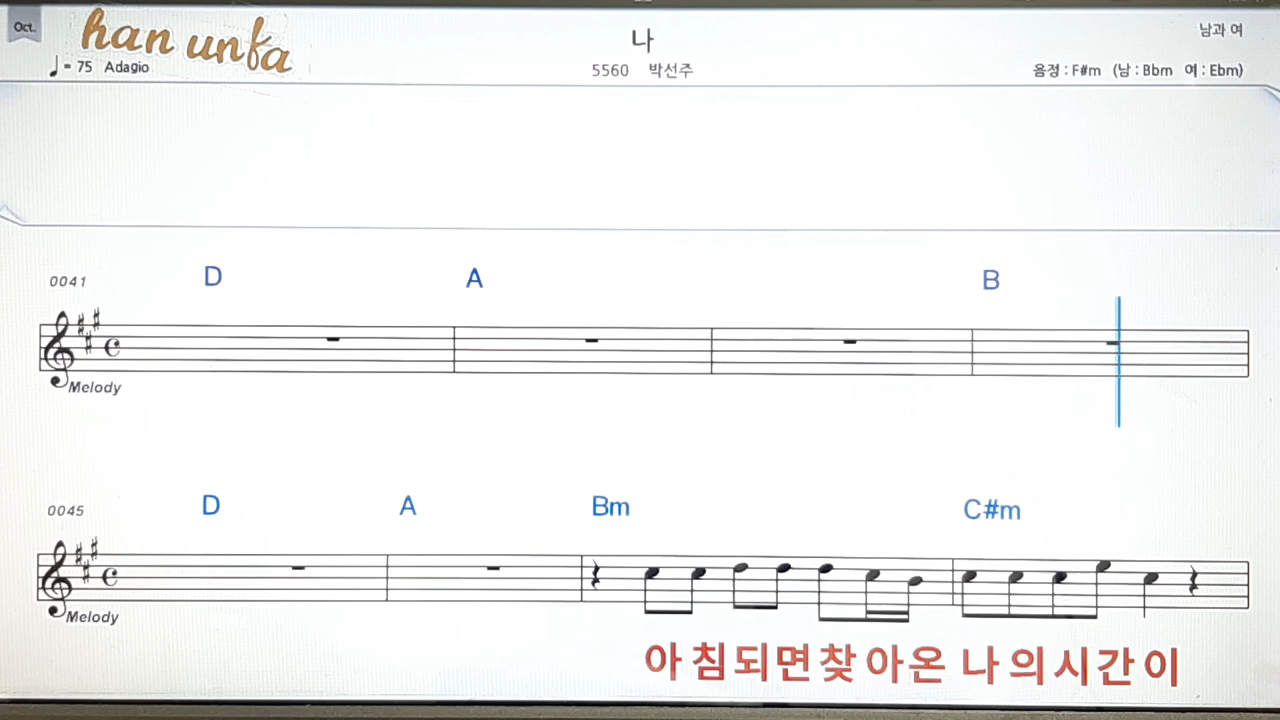 Oct.
han unfa
= 75 Adagio
나
5560 박선주
남과 여
음정 : F#m (남 : Bbm 여 : Ebm)
0041 D A B
Melody
0045 D A Bm C#m
Melody
아침되면찾아온 나의시간이